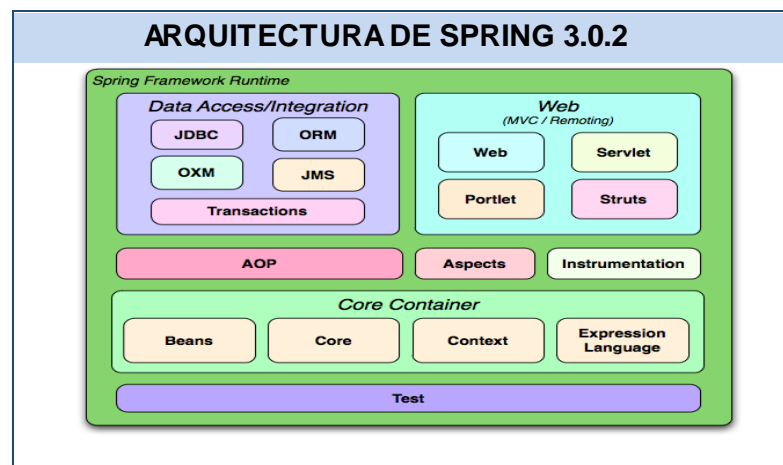 ARQUITECTURA DE SPRING 3.0.2
Spring Framework Runtime
Data Access/Integration
JDBC
ORM
OXM
JMS
Transactions
Web
(MVC / Remoting)
Web
Servlet
Portlet
Struts
AOP
Aspects
Instrumentation
Core Container
Beans
Core
Context
Expression
Language
Test